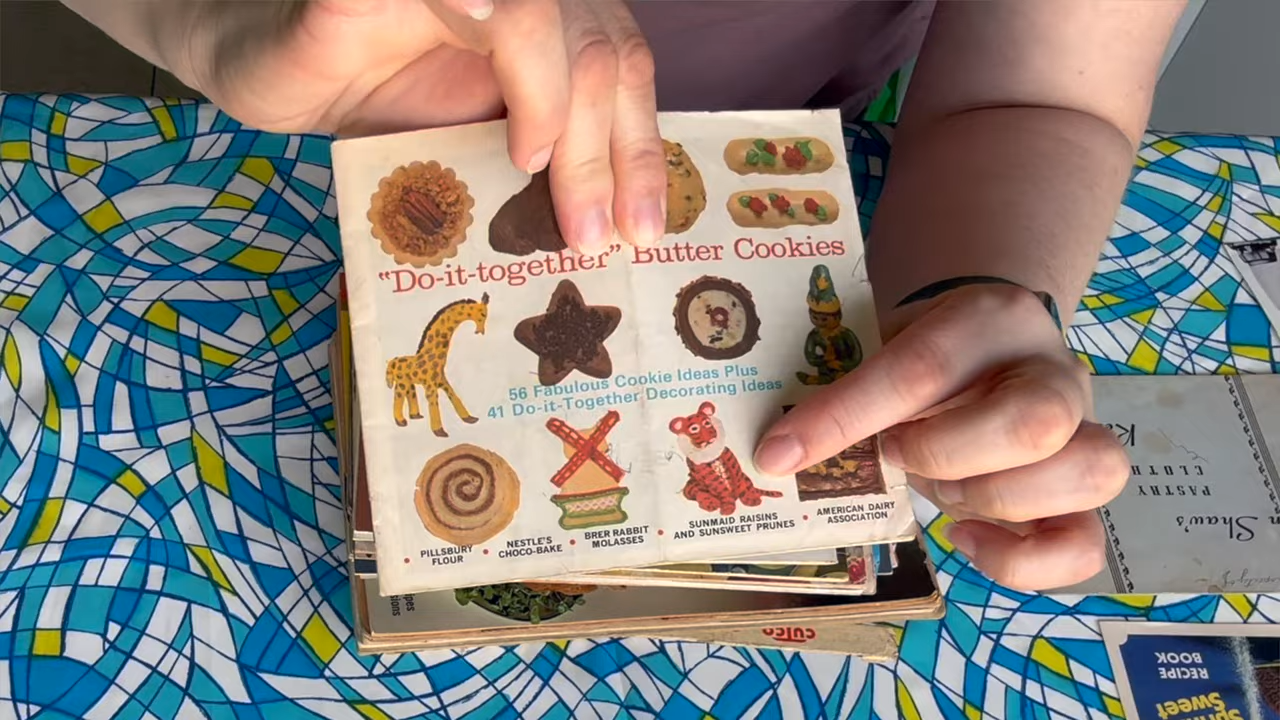 "Do-it-together" Butter Cookies
56 Fabulous Cookie Ideas Plus
41 Do-it-Together Decorating Ideas
• PILLSBURY FLOUR
• NESTLE'S CHOCO-BAKE
• BRER RABBIT MOLASSES
• SUNMAID RAISINS AND SUNSWEET PRUNES
• AMERICAN DAIRY ASSOCIATION
Shaw's
PASTRY
CLOTH
RECIPE
BOOK
Sweet